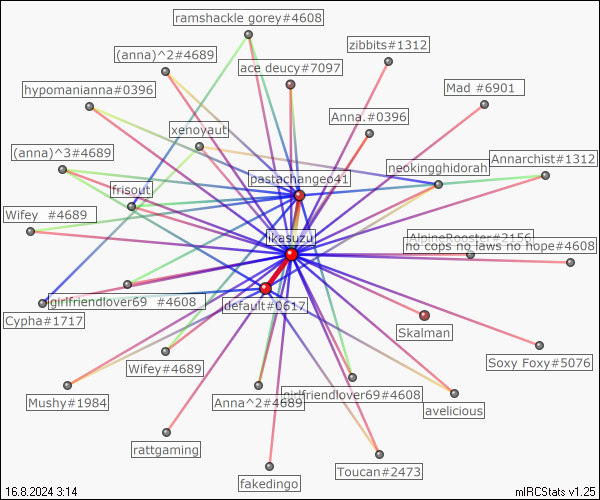 ramshackle gorey#4608
zibbits#1312
(anna)^2#4689
ace deucy#7097
hypomanianna#0396
Mad #6901
Anna.#0396
xenoyaut
(anna)^3#4689
Annarchist#1312
neokingghidorah
pastachangeo41
frisout
Wifey #4689
ikasuzu
AlpineRooster#2156
no cops no laws no hope#4608
girlfriendlover69 #4608
default#0617
Cypha#1717
Skalman
Soxy Foxy#5076
Wifey#4689
girlfriendlover69#4608
Mushy#1984
Anna^2#4689
avelicious
rattgaming
Toucan#2473
fakedingo
16.8.2024 3:14
mIRCStats v1.25